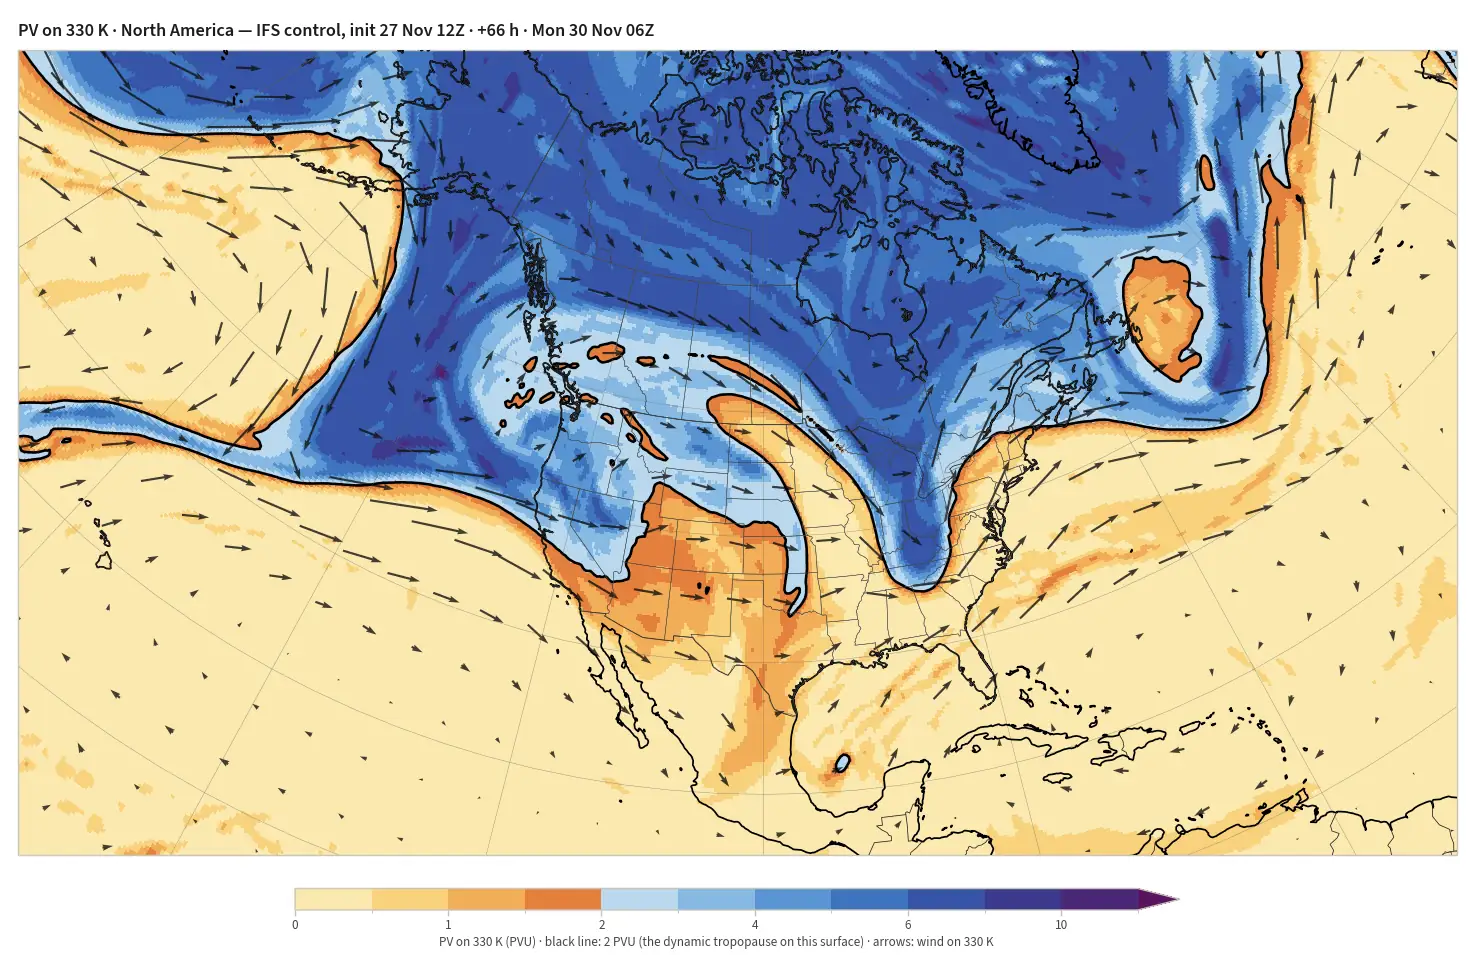 PV on 330 K · North America — IFS control, init 27 Nov 12Z · +66 h · Mon 30 Nov 06Z
0 1 2 4 6 10
PV on 330 K (PVU) · black line: 2 PVU (the dynamic tropopause on this surface) · arrows: wind on 330 K